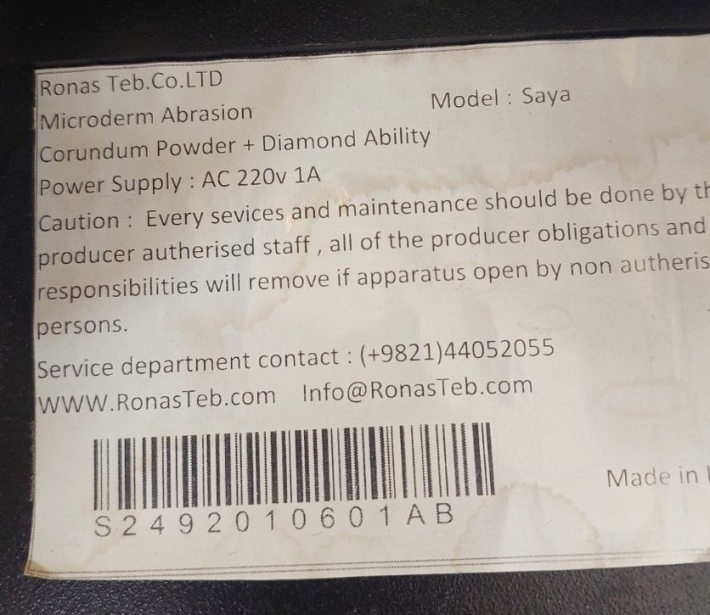 Ronas Teb.Co.LTD
Microderm Abrasion Model : Saya
Corundum Powder + Diamond Ability
Power Supply : AC 220v 1A
Caution : Every sevices and maintenance should be done by
producer autherised staff , all of the producer obligations and
responsibilities will remove if apparatus open by non
persons.
Service department contact : (+9821)44052055
WWW.RonasTeb.com Info@RonasTeb.com
Made in
S2492010601AB